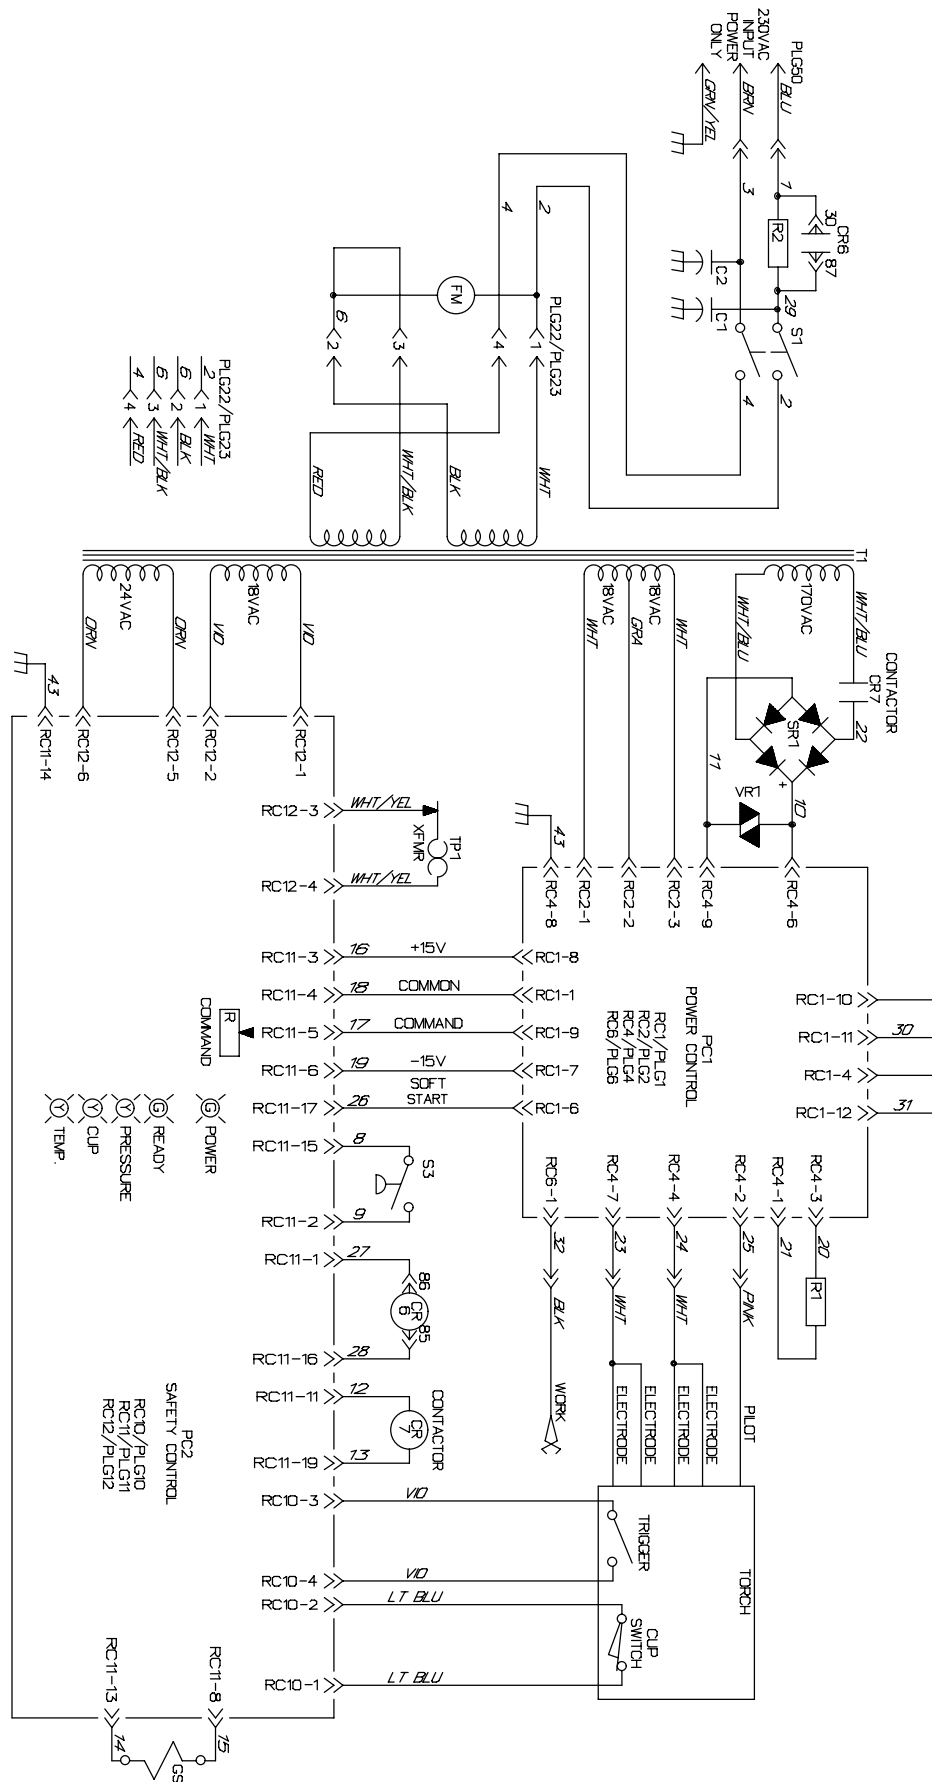 PLG50
230VAC
INPUT
POWER
ONLY
BLU
BRN
GRN/YEL
1
3
30
CR6
87
R2
C2
C1
29
S1
2
4
4
2
FM
PLG22/PLG23
6
2
3
4
1
RED
WHT/BLK
BLK
WHT
PLG22/PLG23
2
1
WHT
6
2
BLK
6
3
WHT/BLK
4
4
RED
T1
24VAC
18VAC
18VAC
18VAC
170VAC
ORN
ORN
VIO
VIO
WHT
GRA
WHT
WHT/BLU
WHT/BLU
CONTACTOR
CR7
22
SR1
+
11
10
VR1
43
RC11-14
RC12-6
RC12-5
RC12-2
RC12-1
43
RC4-8
RC2-1
RC2-2
RC2-3
RC4-9
RC4-6
RC12-3
WHT/YEL
TP1
XFMR
RC12-4
WHT/YEL
RC11-3
16
+15V
RC1-8
RC11-4
18
COMMON
RC1-1
RC11-5
17
COMMAND
RC1-9
RC11-6
19
-15V
RC1-7
RC11-17
26
SOFT
START
RC1-6
R
COMMAND
PC1
POWER CONTROL
RC1/PLG1
RC2/PLG2
RC4/PLG4
RC6/PLG6
RC1-10
RC1-11
30
RC1-4
RC1-12
31
Y
TEMP.
Y
CUP
Y
PRESSURE
G
READY
G
POWER
RC11-15
8
S3
RC11-2
9
RC11-1
27
86
CR
6
85
RC11-16
28
RC11-11
12
CONTACTOR
CR
7
RC11-19
13
RC6-1
RC4-7
RC4-4
RC4-2
RC4-1
RC4-3
32
23
24
25
21
20
R1
BLK
WHT
WHT
PINK
WORK
ELECTRODE
ELECTRODE
ELECTRODE
ELECTRODE
PILOT
PC2
SAFETY CONTROL
RC10/PLG10
RC11/PLG11
RC12/PLG12
RC10-3
VIO
TRIGGER
TORCH
RC10-4
VIO
RC10-2
LT BLU
CUP
SWITCH
RC10-1
LT BLU
RC11-13
RC11-8
14
15
GS